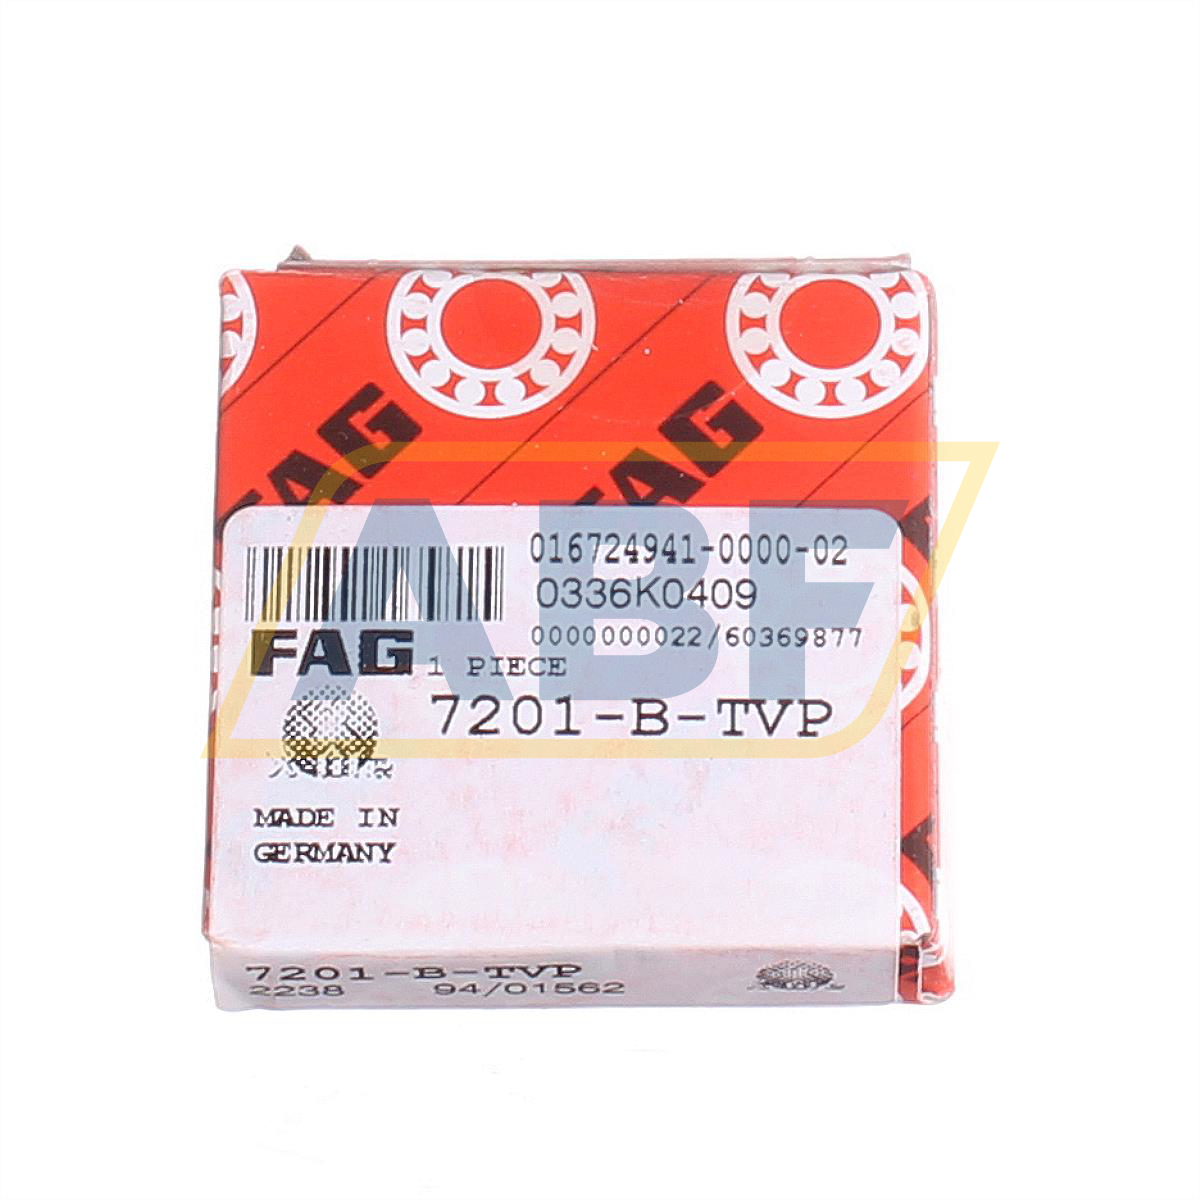 FAG
FAG
ABF
016724941-0000-02
0336K0409
0000000022/60369877
FAG
1 PIECE
7201-B-TVP
MADE IN
GERMANY
7201-B-TVP
2238 94/01562